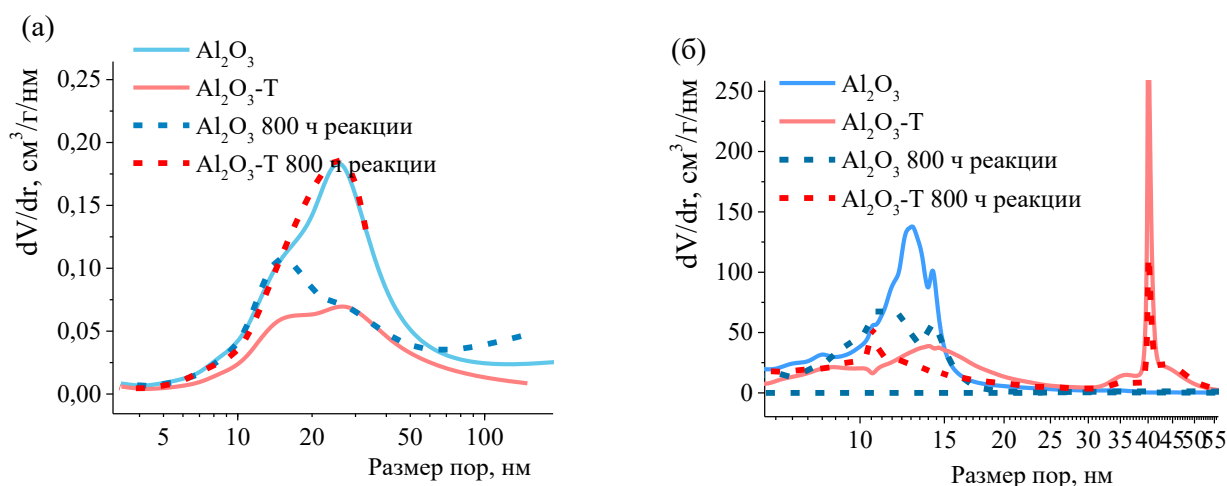 (а)
Al₂O₃
Al₂O₃-T
Al₂O₃ 800 ч реакции
Al₂O₃-T 800 ч реакции
dV/dr, см³/г/нм
0,25
0,20
0,15
0,10
0,05
0,00
5 10 20 50 100
Размер пор, нм
(б)
Al₂O₃
Al₂O₃-T
Al₂O₃ 800 ч реакции
Al₂O₃-T 800 ч реакции
dV/dr, см³/г/нм
250
200
150
100
50
0
10 15 20 25 30 35 40 45 50 55
Размер пор, нм